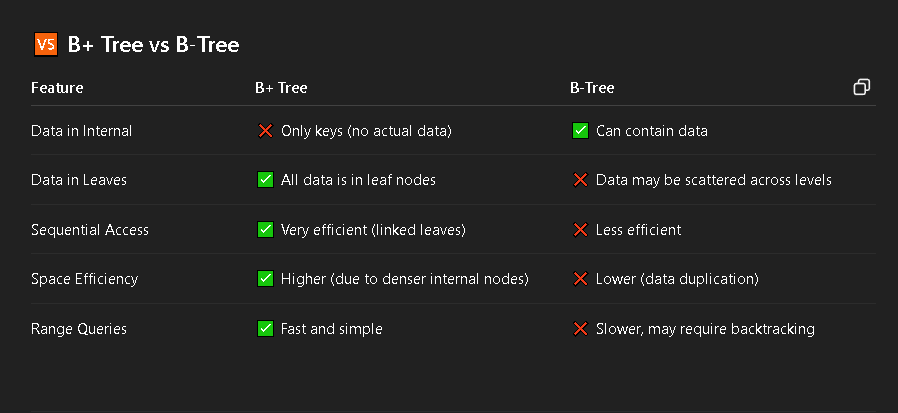 VS B+ Tree vs B-Tree
Feature B+ Tree B-Tree
Data in Internal ❌ Only keys (no actual data) ✅ Can contain data
Data in Leaves ✅ All data is in leaf nodes ❌ Data may be scattered across levels
Sequential Access ✅ Very efficient (linked leaves) ❌ Less efficient
Space Efficiency ✅ Higher (due to denser internal nodes) ❌ Lower (data duplication)
Range Queries ✅ Fast and simple ❌ Slower, may require backtracking